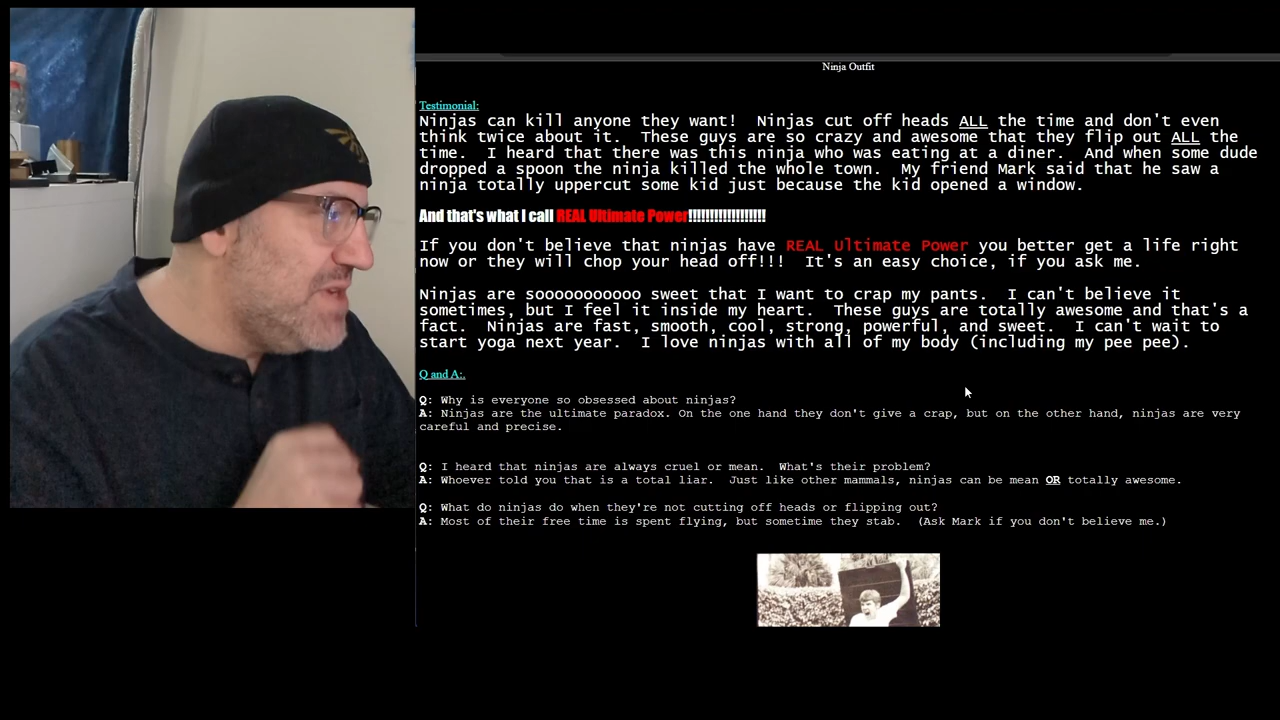 Ninja Outfit
Testimonial:
Ninjas can kill anyone they want!  Ninjas cut off heads ALL the time and don't even
think twice about it.  These guys are so crazy and awesome that they flip out ALL the
time.  I heard that there was this ninja who was eating at a diner.  And when some dude
dropped a spoon the ninja killed the whole town.  My friend Mark said that he saw a
ninja totally uppercut some kid just because the kid opened a window.
And that's what I call REAL Ultimate Power!!!!!!!!!!!!!!!!!!
If you don't believe that ninjas have REAL Ultimate Power you better get a life right
now or they will chop your head off!!!  It's an easy choice, if you ask me.
Ninjas are sooooooooooo sweet that I want to crap my pants.  I can't believe it
sometimes, but I feel it inside my heart.  These guys are totally awesome and that's a
fact.  Ninjas are fast, smooth, cool, strong, powerful, and sweet.  I can't wait to
start yoga next year.  I love ninjas with all of my body (including my pee pee).
Q and A:.
Q: Why is everyone so obsessed about ninjas?
A: Ninjas are the ultimate paradox. On the one hand they don't give a crap, but on the other hand, ninjas are very
careful and precise.
Q: I heard that ninjas are always cruel or mean.  What's their problem?
A: Whoever told you that is a total liar.  Just like other mammals, ninjas can be mean OR totally awesome.
Q: What do ninjas do when they're not cutting off heads or flipping out?
A: Most of their free time is spent flying, but sometime they stab.  (Ask Mark if you don't believe me.)